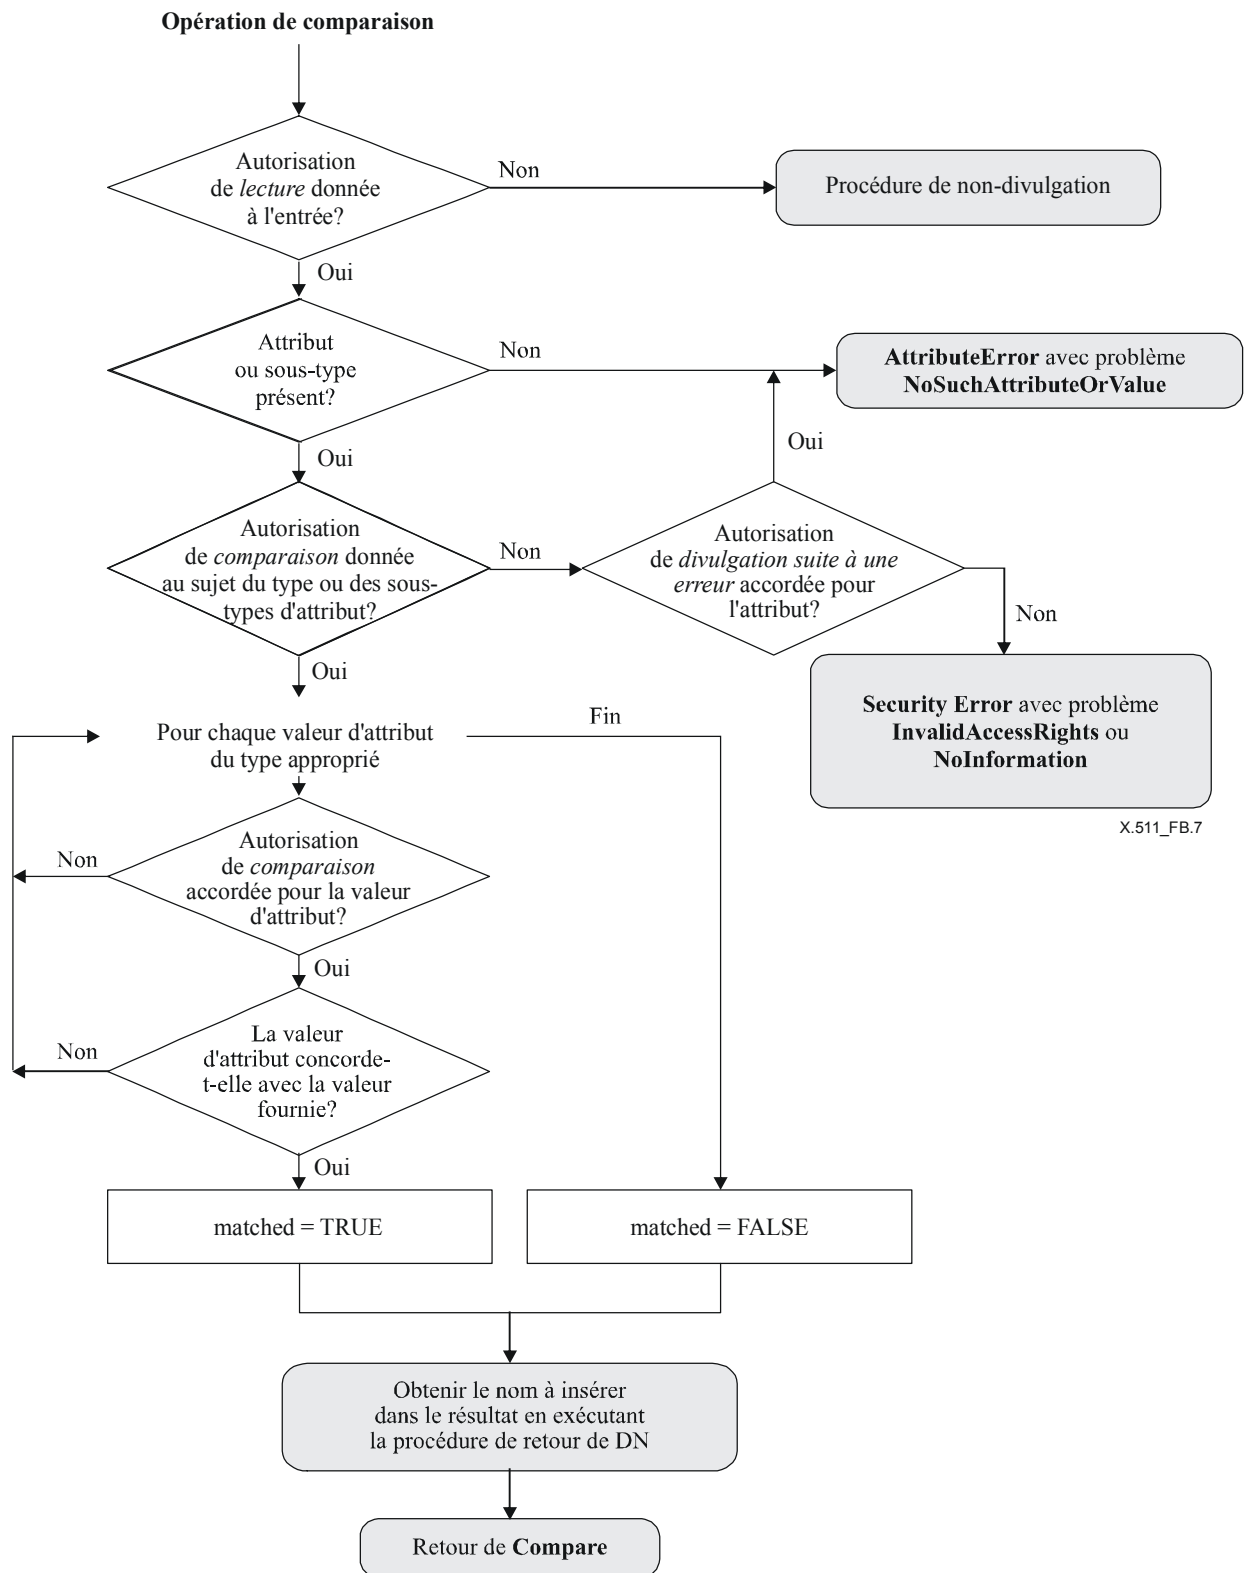 Opération de comparaison
Autorisation
de lecture donnée
à l'entrée?
Non
Procédure de non-divulgation
Oui
Attribut
ou sous-type
présent?
Non
AttributeError avec problème
NoSuchAttributeOrValue
Oui
Oui
Autorisation
de comparaison donnée
au sujet du type ou des sous-
types d'attribut?
Non
Autorisation
de divulgation suite à une
erreur accordée pour
l'attribut?
Non
Oui
Security Error avec problème
InvalidAccessRights ou
NoInformation
X.511_FB.7
Pour chaque valeur d'attribut
du type approprié
Fin
Autorisation
de comparaison
accordée pour la valeur
d'attribut?
Non
Oui
La valeur
d'attribut concorde-
t-elle avec la valeur
fournie?
Non
Oui
matched = TRUE
matched = FALSE
Obtenir le nom à insérer
dans le résultat en exécutant
la procédure de retour de DN
Retour de Compare